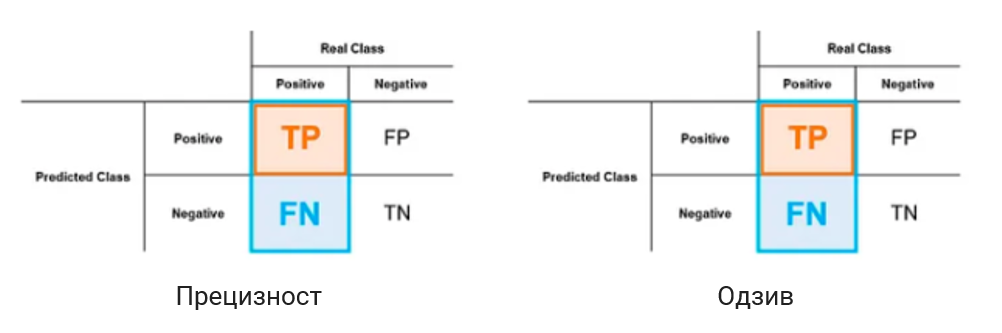 Real Class
Positive Negative
Positive TP FP
Predicted Class
Negative FN TN
Прецизност
Real Class
Positive Negative
Positive TP FP
Predicted Class
Negative FN TN
Одзив